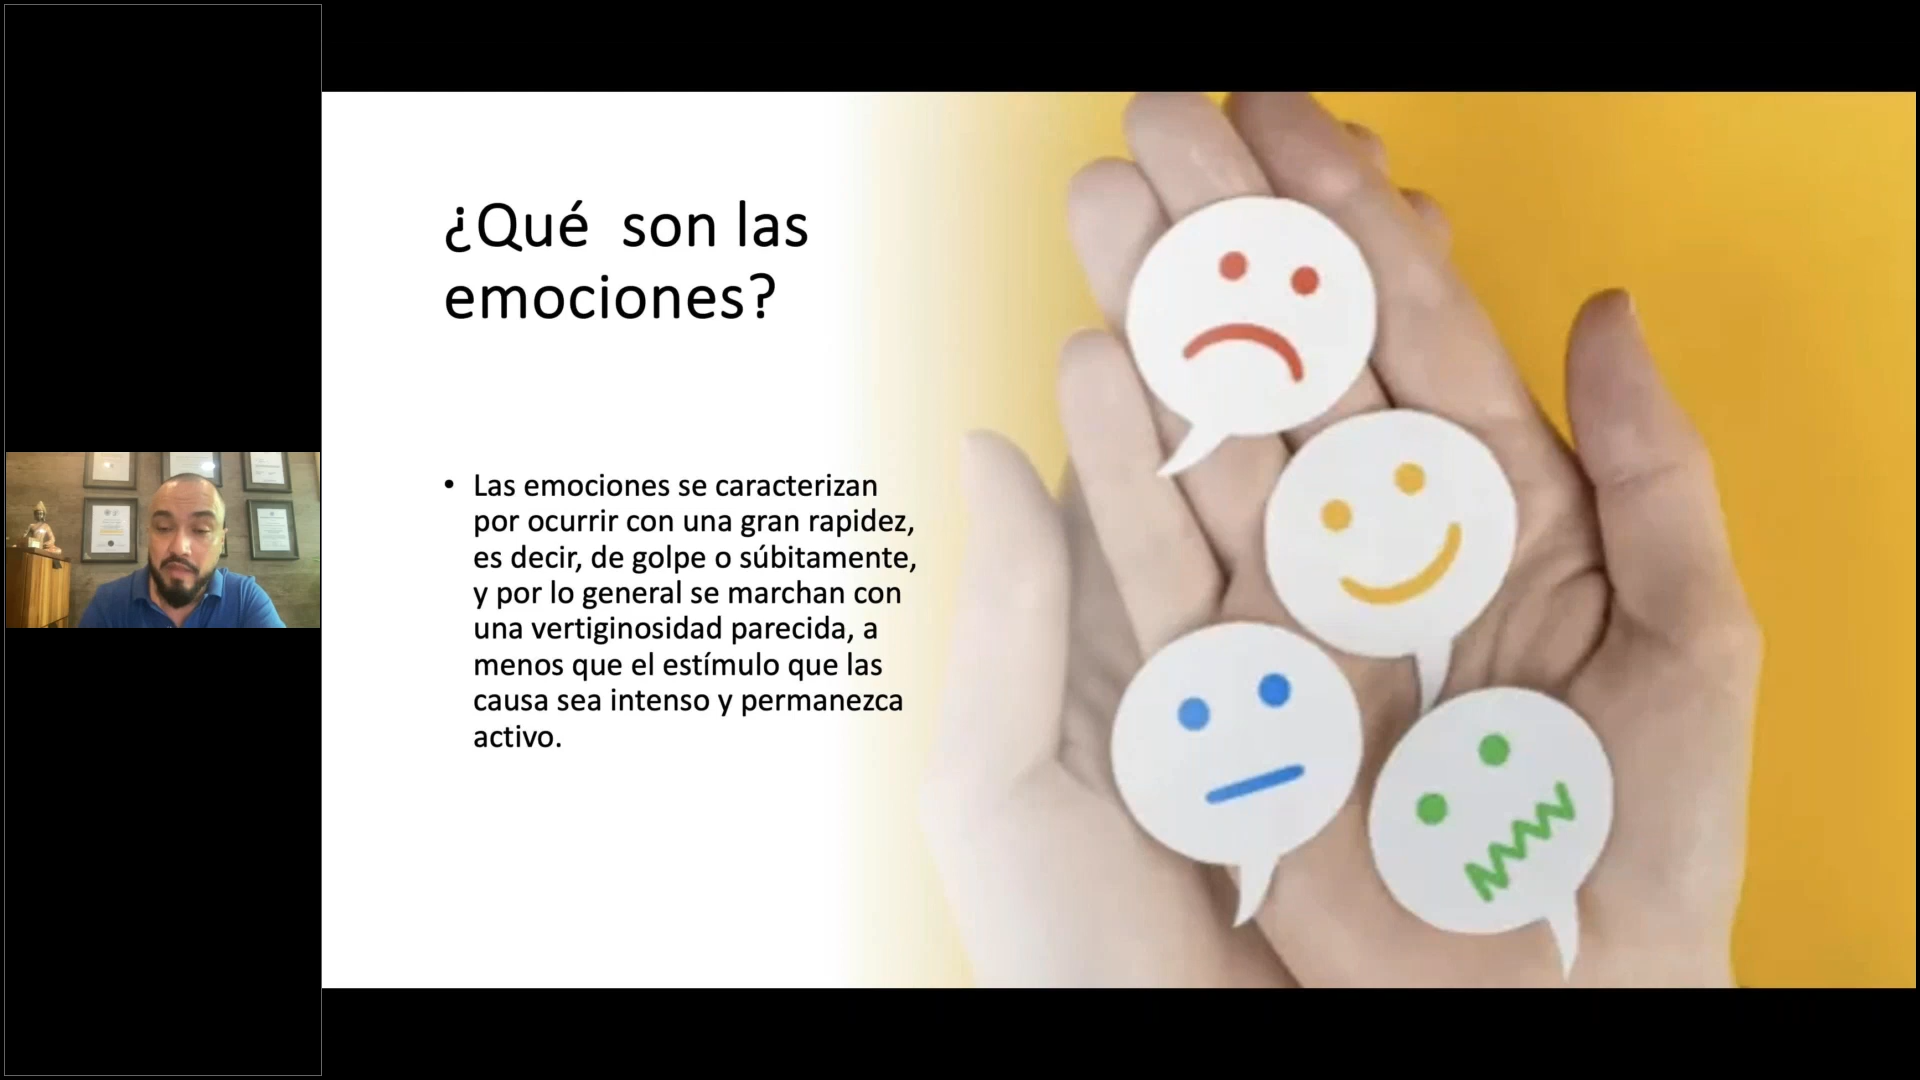 ¿Qué  son las
emociones?
• Las emociones se caracterizan
por ocurrir con una gran rapidez,
es decir, de golpe o súbitamente,
y por lo general se marchan con
una vertiginosidad parecida, a
menos que el estímulo que las
causa sea intenso y permanezca
activo.